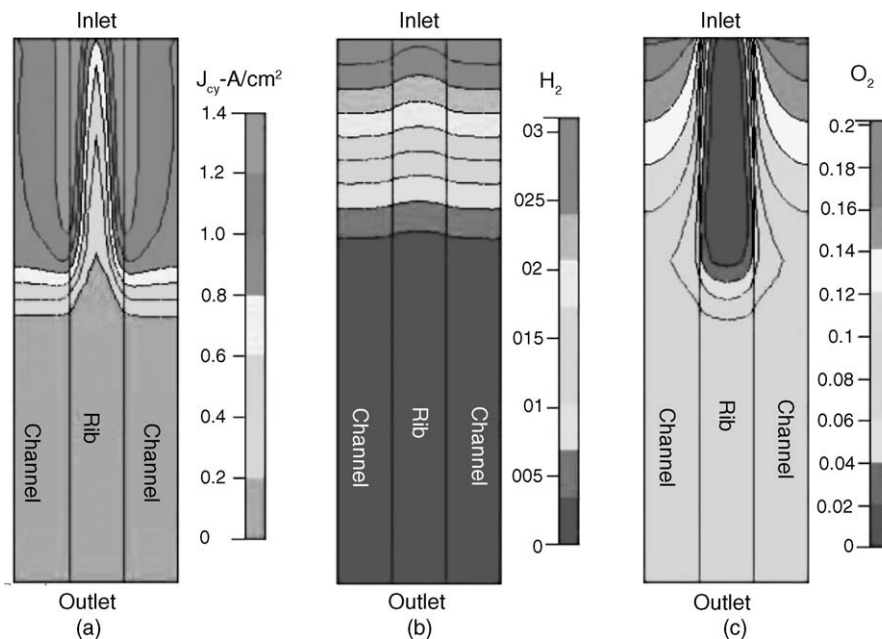 Inlet
J_cy-A/cm²
1.4
1.2
1.0
0.8
0.6
0.4
0.2
0
Channel
Rib
Channel
Outlet
(a)
Inlet
H₂
03
025
02
015
01
005
0
Channel
Rib
Channel
Outlet
(b)
Inlet
O₂
0.2
0.18
0.16
0.14
0.12
0.1
0.08
0.06
0.04
0.02
0
Channel
Rib
Channel
Outlet
(c)